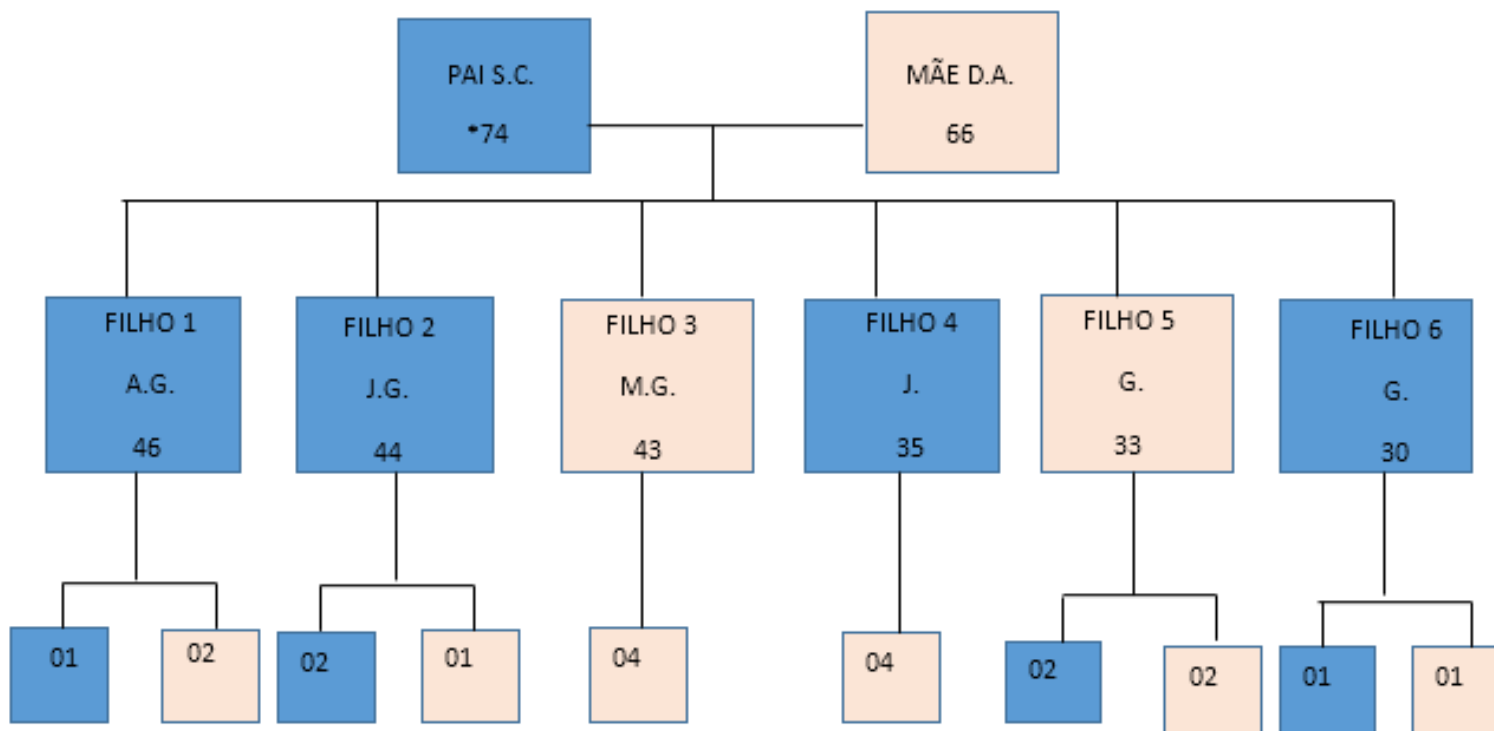 PAI S.C.
*74
MÃE D.A.
66
FILHO 1
A.G.
46
FILHO 2
J.G.
44
FILHO 3
M.G.
43
FILHO 4
J.
35
FILHO 5
G.
33
FILHO 6
G.
30
01
02
02
01
04
04
02
02
01
01